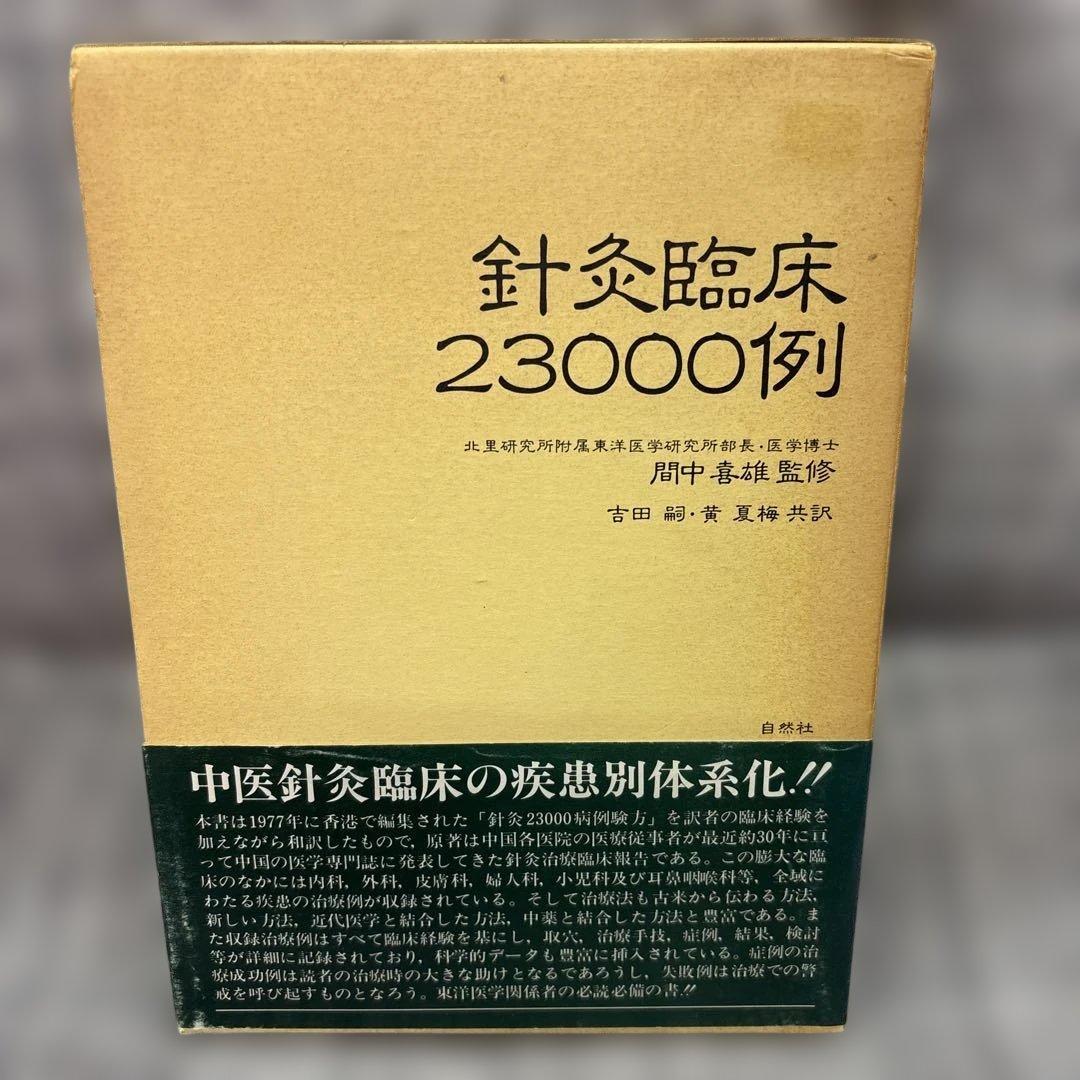 針灸臨床
23000例
北里研究所附属東洋医学研究所部長・医学博士
間中喜雄監修
吉田 嗣・黄 夏梅共訳
自然社
中医針灸臨床の疾患別体系化!!
本書は1977年に香港で編集された「針灸23000病例験方」を訳者の臨床経験を
加えながら和訳したもので，原著は中国各医院の医療従事者が最近約30年に亘
って中国の医学専門誌に発表してきた針灸治療臨床報告である。この膨大な臨
床のなかには内科，外科，皮膚科，婦人科，小児科及び耳鼻咽喉科等，全域に
わたる疾患の治療例が収録されている。そして治療法も古来から伝わる方法，
新しい方法，近代医学と結合した方法，中薬と結合した方法と豊富である。ま
た収録治療例はすべて臨床経験を基にし，取穴，治療手技，症例，結果，検討
等が詳細に記録されており，科学的データも豊富に挿入されている。症例の治
療成功例は読者の治療時の大きな助けとなるであろうし，失敗例は治療での警
戒を呼び起すものとなろう。東洋医学関係者の必読必備の書!!